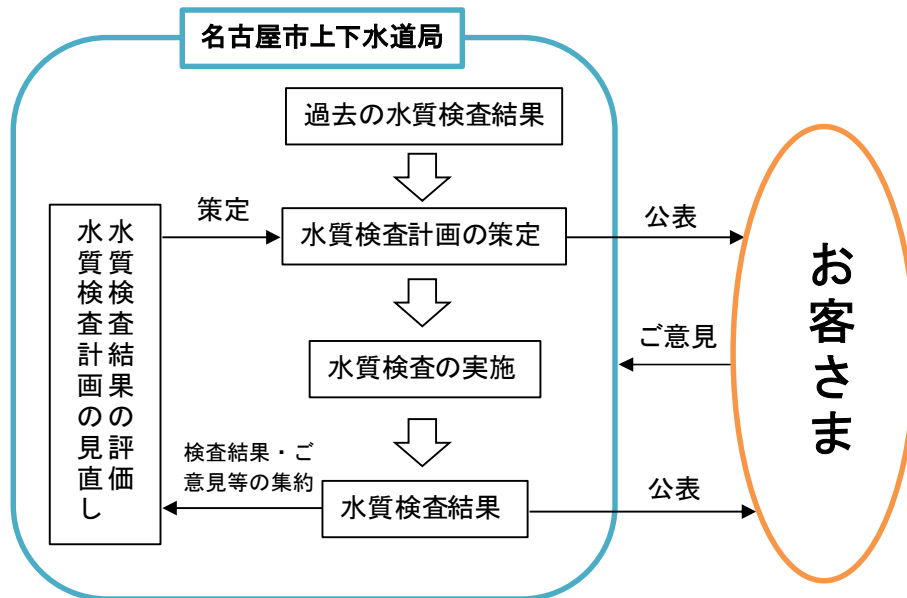 名古屋市上下水道局
過去の水質検査結果
策定
水質検査計画の策定
公表
水質検査結果の評価
水質検査計画の見直し
お客さま
ご意見
水質検査の実施
検査結果・ご
意見等の集約
水質検査結果
公表